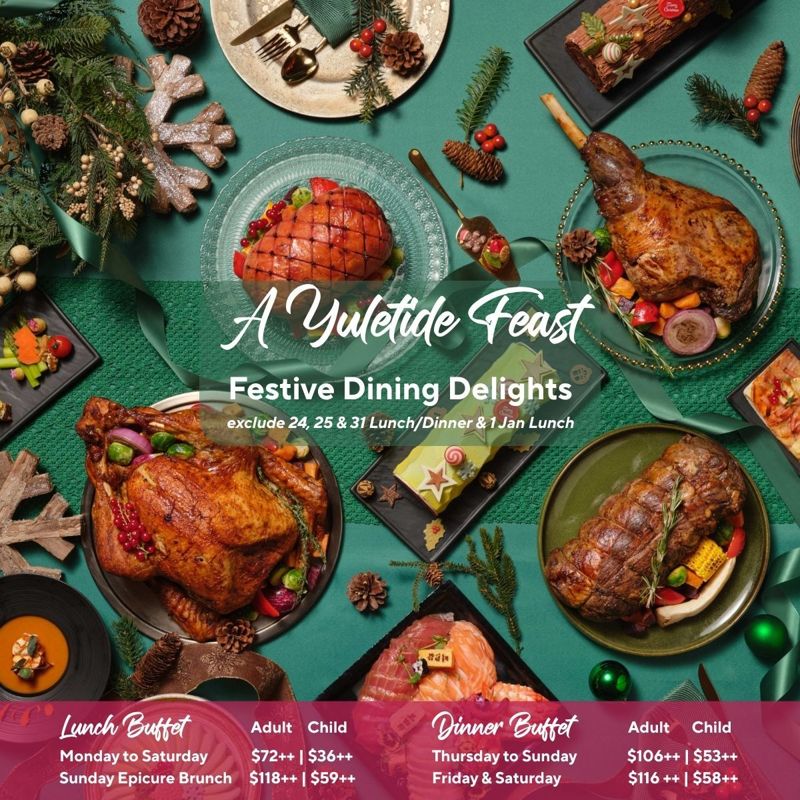 A Yuletide Feast
Festive Dining Delights
exclude 24, 25 & 31 Lunch/Dinner & 1 Jan Lunch
Lunch Buffet Adult Child
Monday to Saturday $72++ | $36++
Sunday Epicure Brunch $118++ | $59++
Dinner Buffet Adult Child
Thursday to Sunday $106++ | $53++
Friday & Saturday $116 ++ | $58++